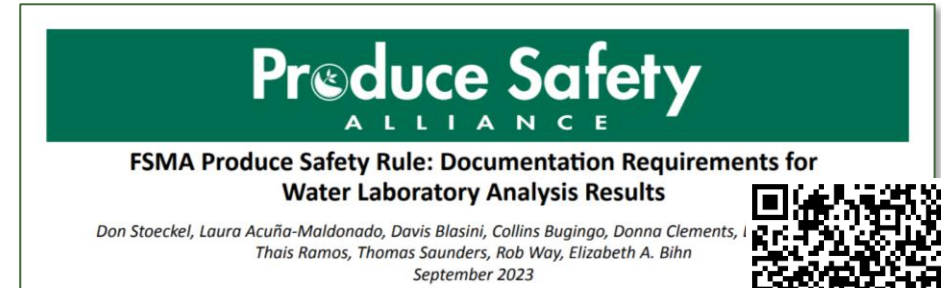 Produce Safety
ALLIANCE
FSMA Produce Safety Rule: Documentation Requirements for
Water Laboratory Analysis Results
Don Stoeckel, Laura Acuña-Maldonado, Davis Blasini, Collins Bugingo, Donna Clements,
Thais Ramos, Thomas Saunders, Rob Way, Elizabeth A. Bihn
September 2023